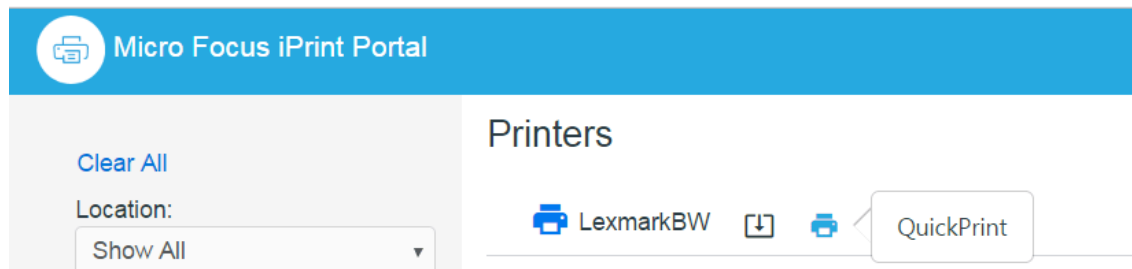 Micro Focus iPrint Portal
Clear All
Location:
Show All
Printers
LexmarkBW
QuickPrint